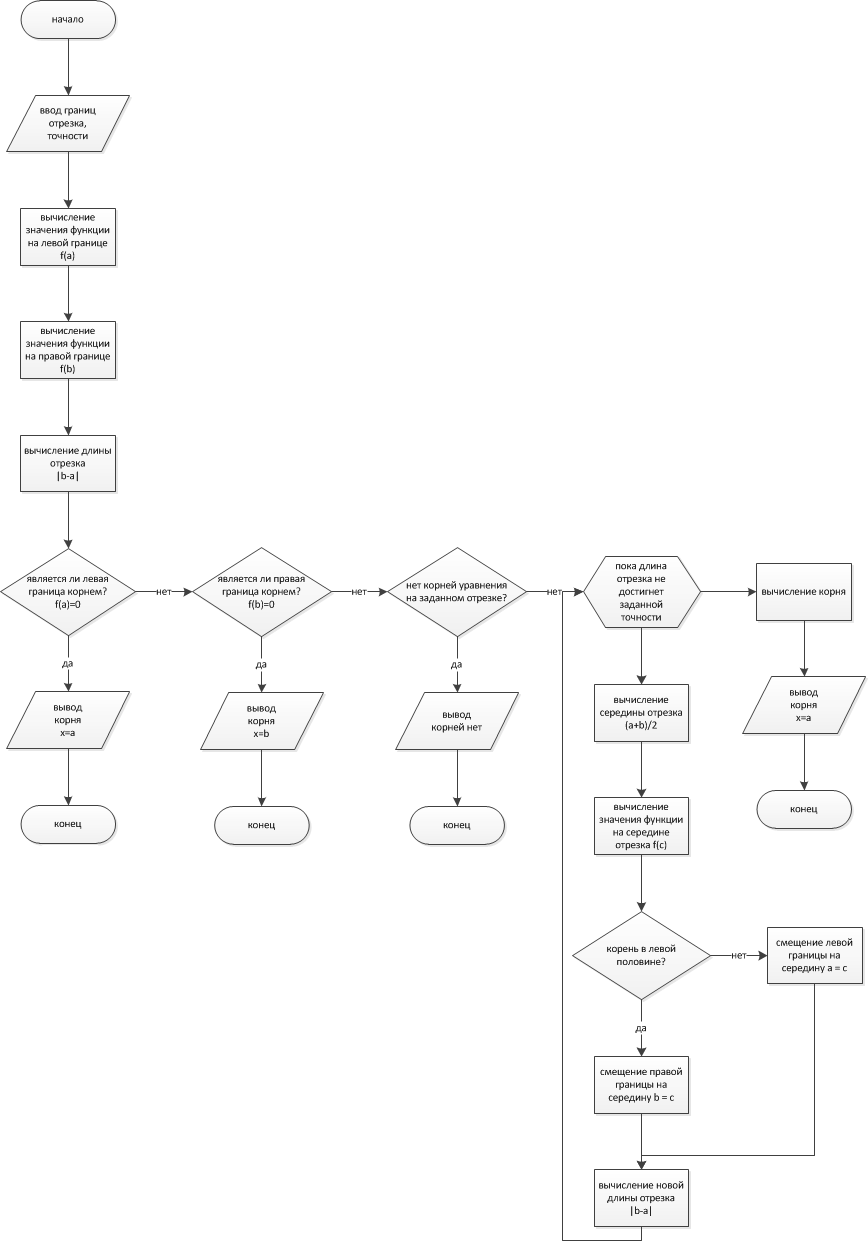 начало
ввод границ
отрезка,
точности
вычисление
значения функции
на левой границе
f(a)
вычисление
значения функции
на правой границе
f(b)
вычисление длины
отрезка
|b-a|
является ли левая
граница корнем?
f(a)=0
нет
является ли правая
граница корнем?
f(b)=0
нет
нет корней уравнения
на заданном отрезке?
нет
пока длина
отрезка не
достигнет
заданной
точности
вычисление корня
да
да
да
вывод
корня
x=a
вывод
корня
x=b
вывод
корней нет
вычисление
середины отрезка
(a+b)/2
вывод
корня
x=a
конец
конец
конец
вычисление
значения функции
на середине
отрезка f(c)
конец
корень в левой
половине?
нет
смещение левой
границы на
середину a = c
да
смещение правой
границы на
середину b = c
вычисление новой
длины отрезка
|b-a|